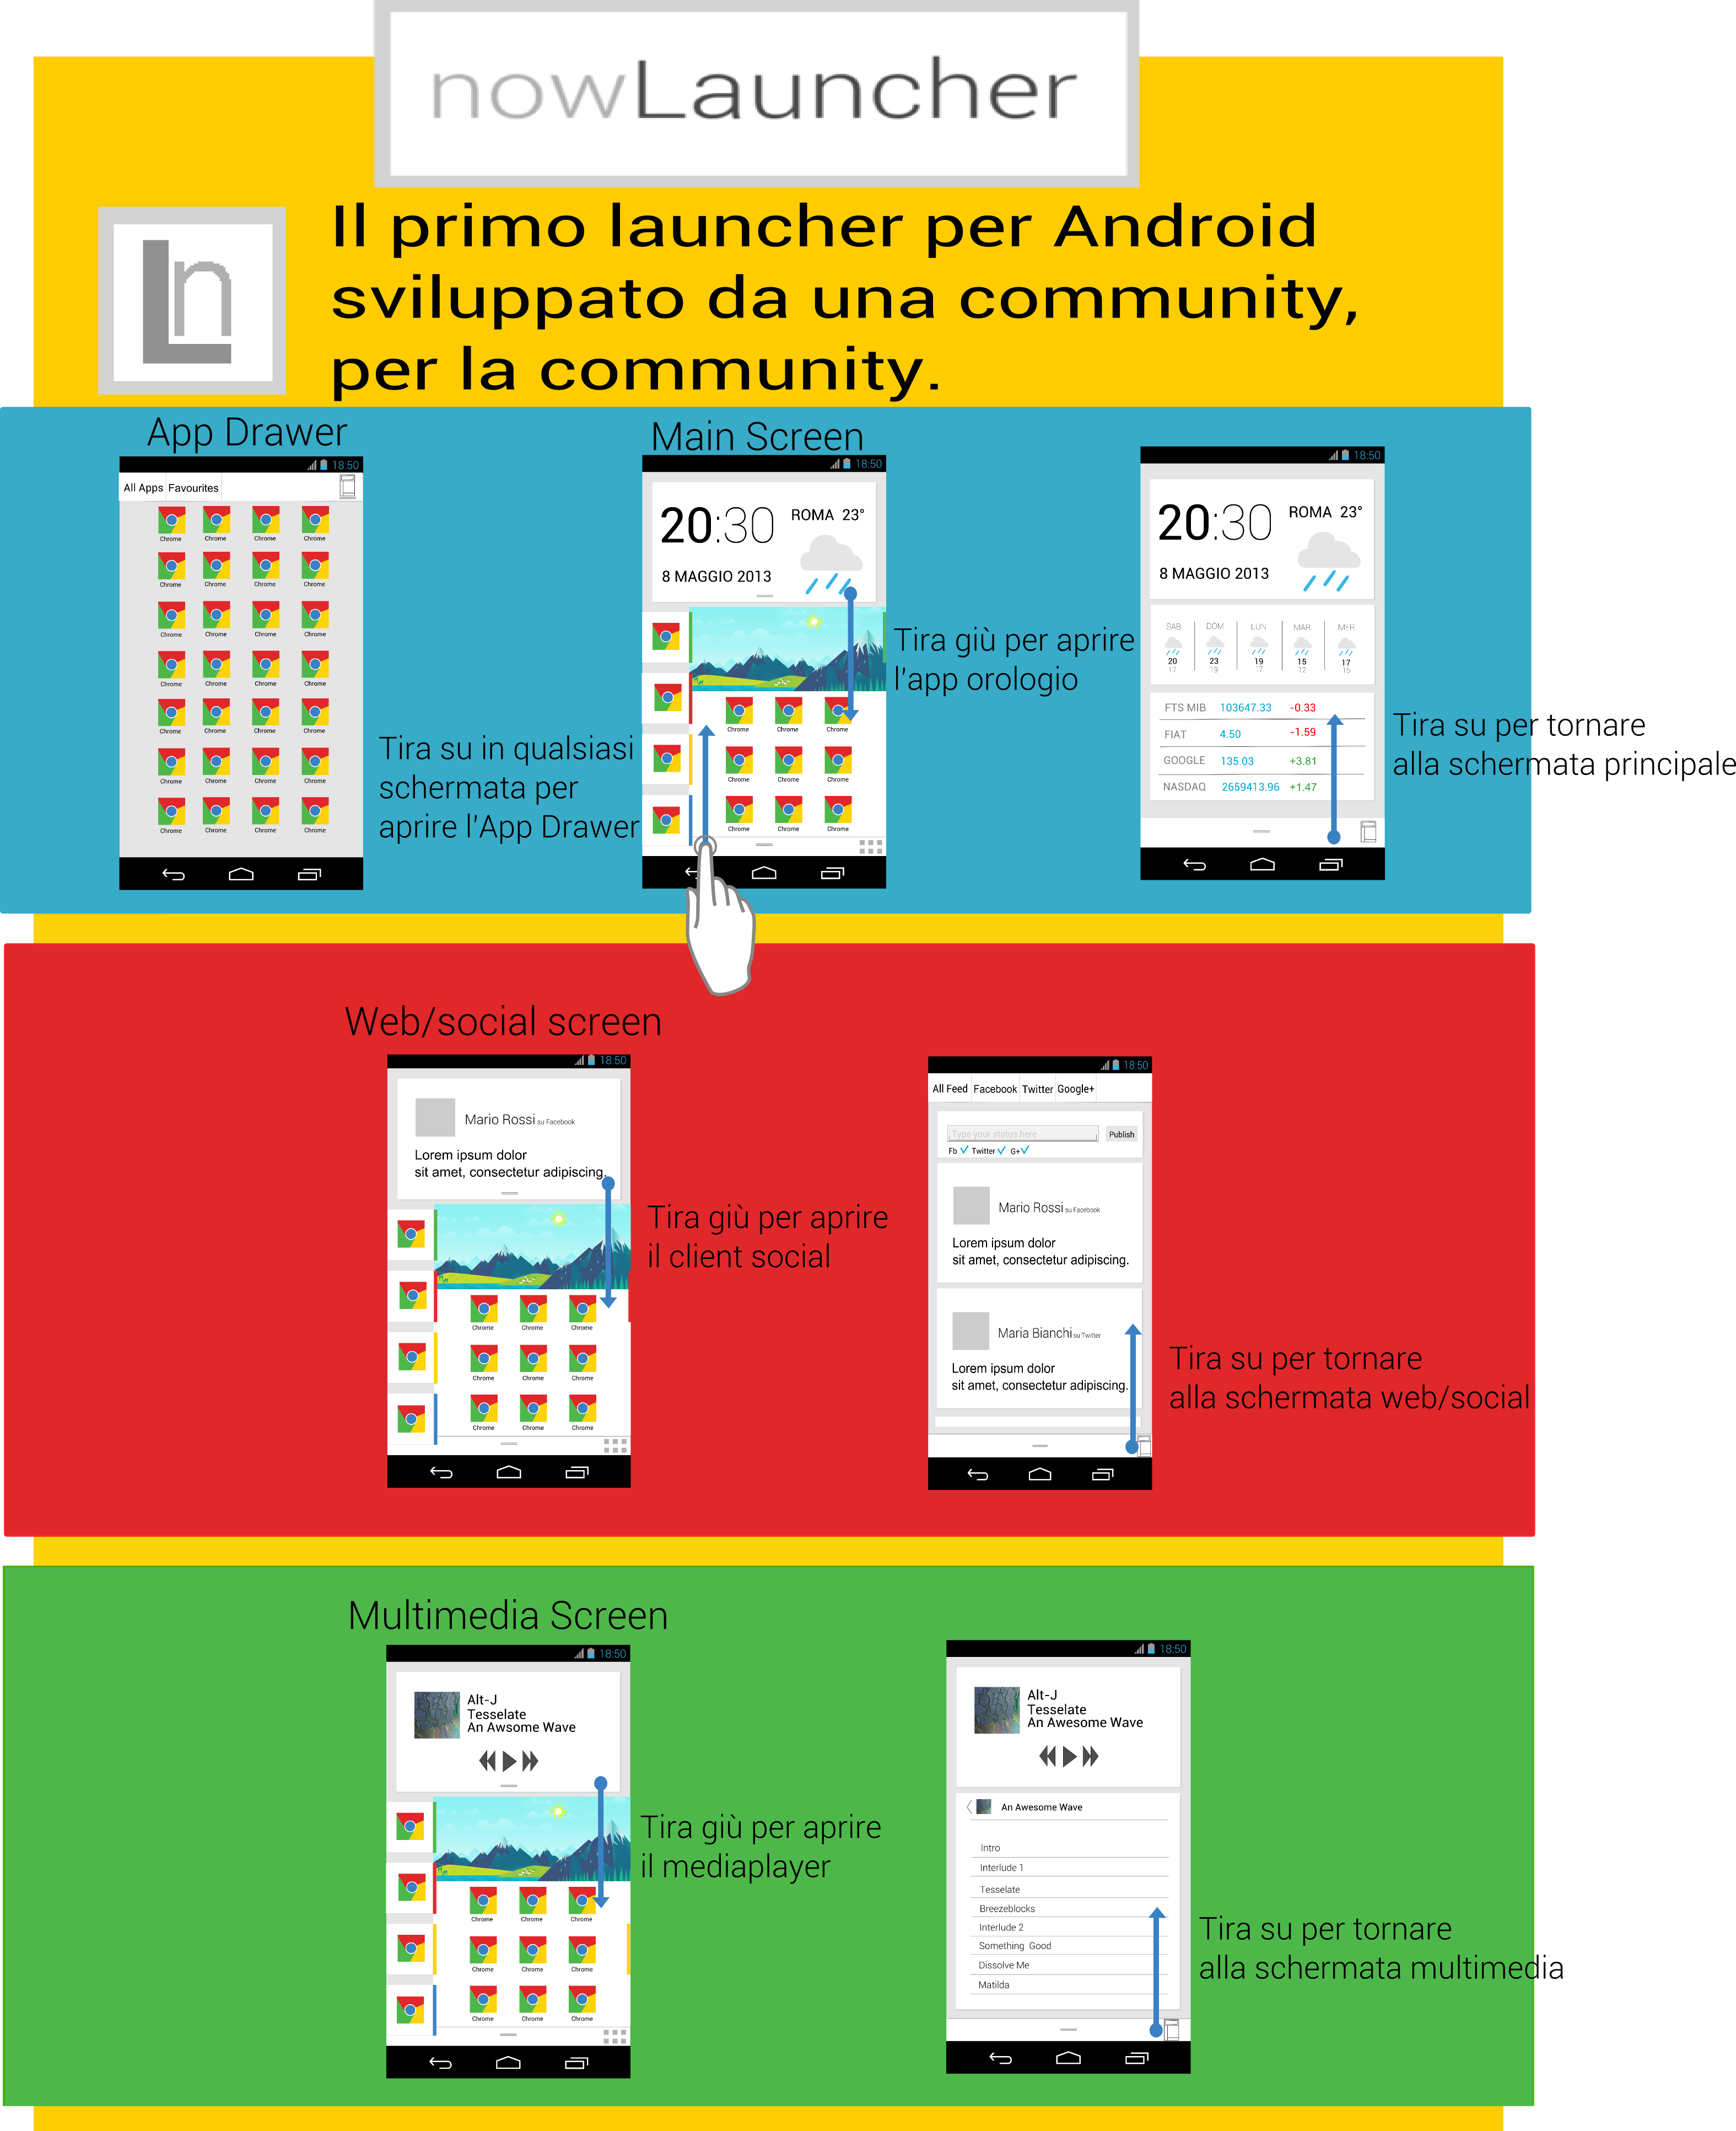 nowLauncher
Il primo launcher per Android
sviluppato da una community,
per la community.
App Drawer
18:50
All Apps Favourites
Chrome Chrome Chrome Chrome
Chrome Chrome Chrome Chrome
Chrome Chrome Chrome Chrome
Chrome Chrome Chrome Chrome
Chrome Chrome Chrome Chrome
Chrome Chrome Chrome Chrome
Chrome Chrome Chrome Chrome
Tira su in qualsiasi
schermata per
aprire l'App Drawer
Main Screen
18:50
20:30 ROMA 23°
8 MAGGIO 2013
Chrome Chrome Chrome
Chrome Chrome Chrome
Chrome Chrome Chrome
Tira giù per aprire
l'app orologio
18:50
20:30 ROMA 23°
8 MAGGIO 2013
SAB DOM LUN MAR MER
20 23 19 15 17
17 19 17 12 15
FTS MIB 103647.33 -0.33
FIAT 4.50 -1.59
GOOGLE 135.03 +3.81
NASDAQ 2659413.96 +1.47
Tira su per tornare
alla schermata principale
Web/social screen
18:50
Mario Rossi su Facebook
Lorem ipsum dolor
sit amet, consectetur adipiscing.
Chrome Chrome Chrome
Chrome Chrome Chrome
Chrome Chrome Chrome
Tira giù per aprire
il client social
18:50
All Feed Facebook Twitter Google+
Type your status here Publish
Fb Twitter G+
Mario Rossi su Facebook
Lorem ipsum dolor
sit amet, consectetur adipiscing.
Maria Bianchi su Twitter
Lorem ipsum dolor
sit amet, consectetur adipiscing.
Tira su per tornare
alla schermata web/social
Multimedia Screen
18:50
Alt-J
Tesselate
An Awsome Wave
Chrome Chrome Chrome
Chrome Chrome Chrome
Chrome Chrome Chrome
Tira giù per aprire
il mediaplayer
18:50
Alt-J
Tesselate
An Awesome Wave
An Awesome Wave
Intro
Interlude 1
Tesselate
Breezeblocks
Interlude 2
Something Good
Dissolve Me
Matilda
Tira su per tornare
alla schermata multimedia